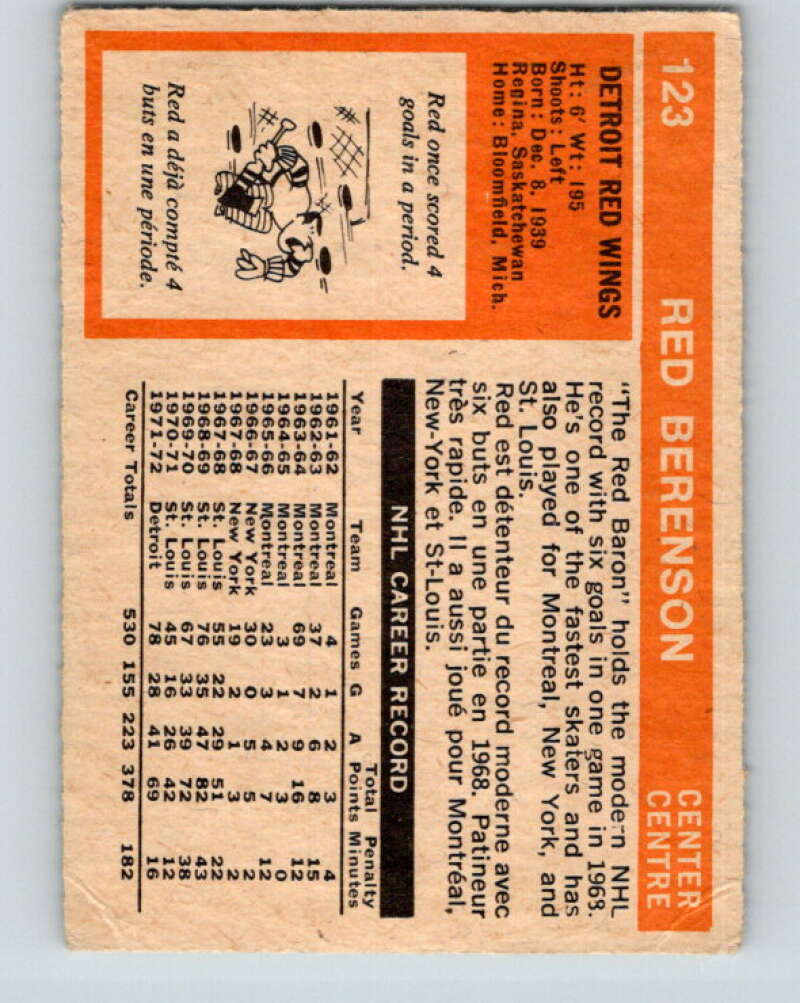 123 RED BERENSON CENTER
CENTRE
DETROIT RED WINGS
Ht: 6' Wt: 195
Shoots: Left
Born: Dec. 8, 1939
Regina, Saskatchewan
Home: Bloomfield, Mich.
Red once scored 4
goals in a period.
Red a déjà compté 4
buts en une période.
"The Red Baron" holds the modern NHL
record with six goals in one game in 1968.
He's one of the fastest skaters and has
also played for Montreal, New York, and
St. Louis.
Red est détenteur du record moderne avec
six buts en une partie en 1968. Patineur
très rapide. Il a aussi joué pour Montréal,
New-York et St-Louis.
NHL CAREER RECORD
Total Penalty
Year Team Games G A Points Minutes
1961-62 Montreal 4 1 2 3 4
1962-63 Montreal 37 2 6 8 15
1963-64 Montreal 69 7 9 16 12
1964-65 Montreal 3 1 2 3 0
1965-66 Montreal 23 3 4 7 12
1966-67 New York 30 0 5 5 2
1967-68 New York 19 2 1 3 2
1967-68 St. Louis 55 22 29 51 22
1968-69 St. Louis 76 35 47 82 43
1969-70 St. Louis 67 33 39 72 38
1970-71 St. Louis 45 16 26 42 12
1971-72 Detroit 78 28 41 69 16
Career Totals 530 155 223 378 182